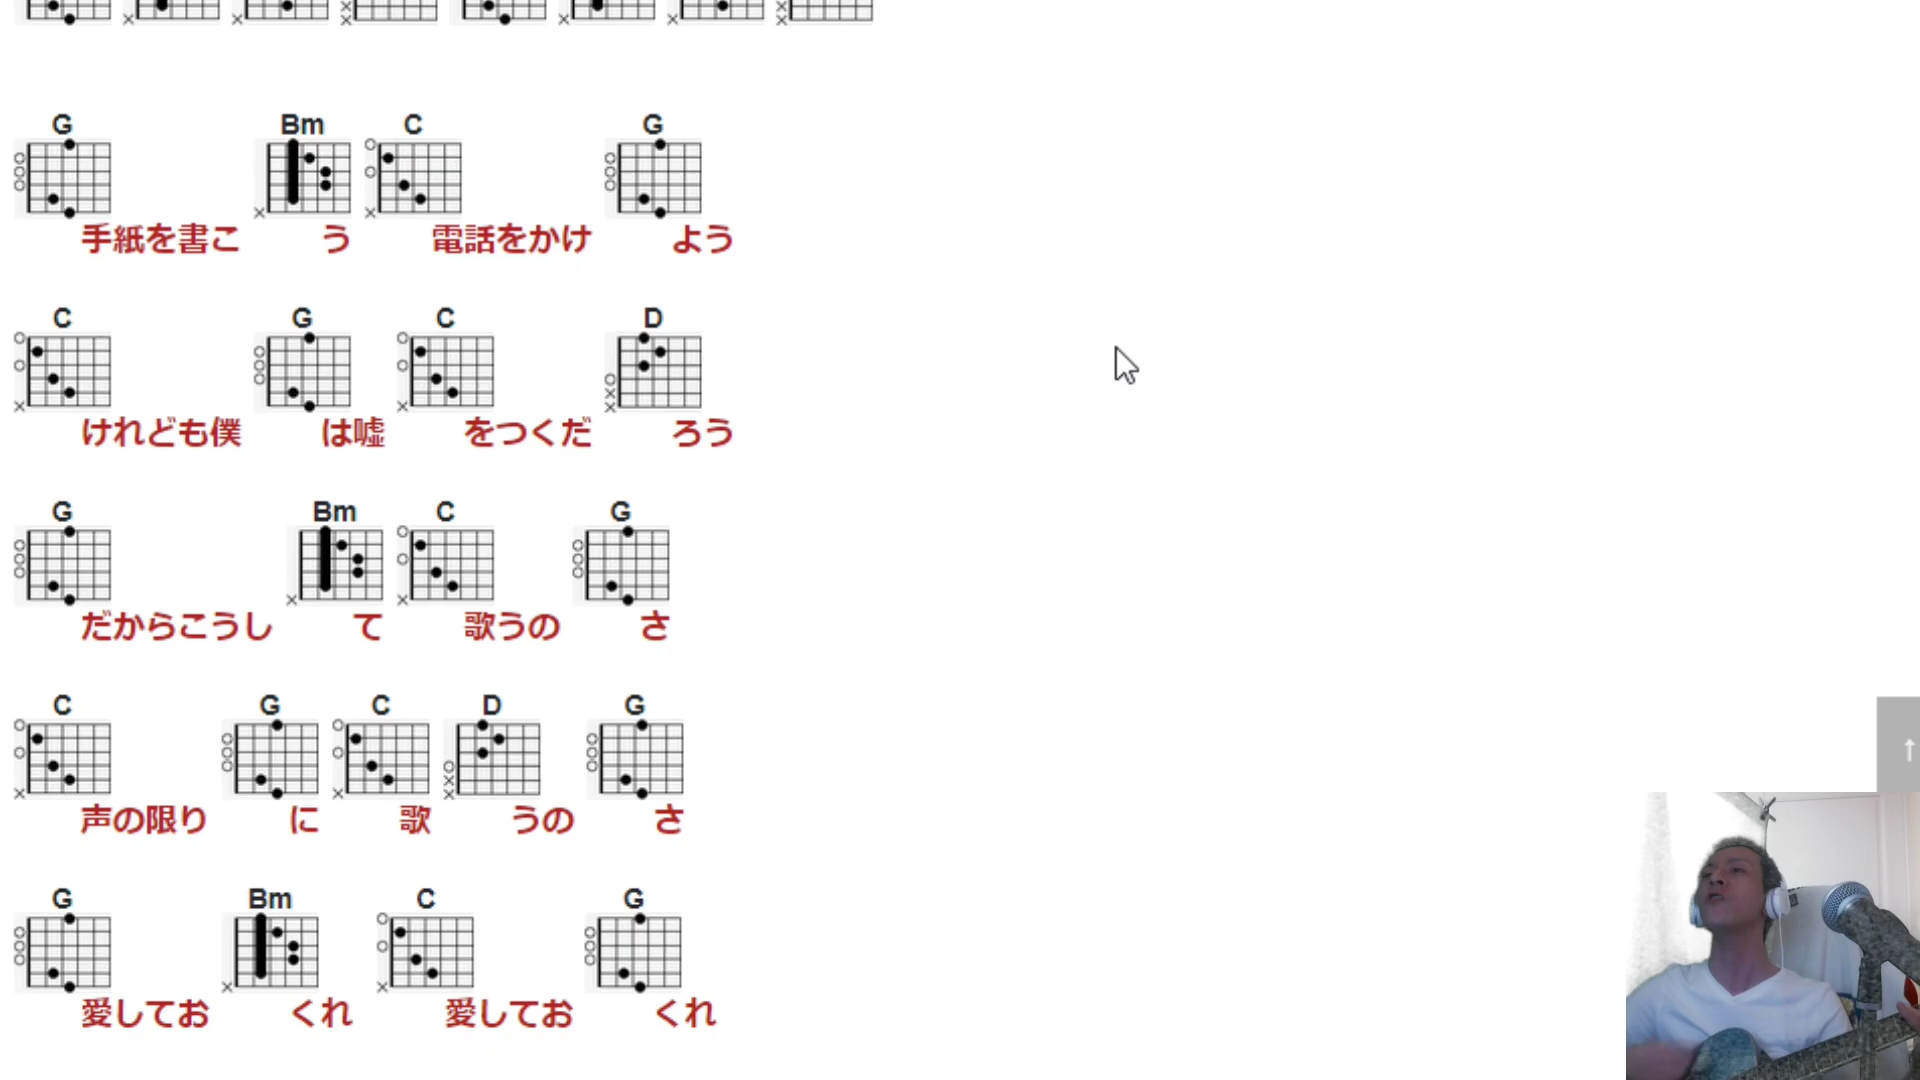 G Bm C G
手紙を書こ う 電話をかけ よう
C G C D
けれども僕 は嘘 をつくだ ろう
G Bm C G
だからこうし て 歌うの さ
C G C D G
声の限り に 歌 うの さ
G Bm C G
愛してお くれ 愛してお くれ